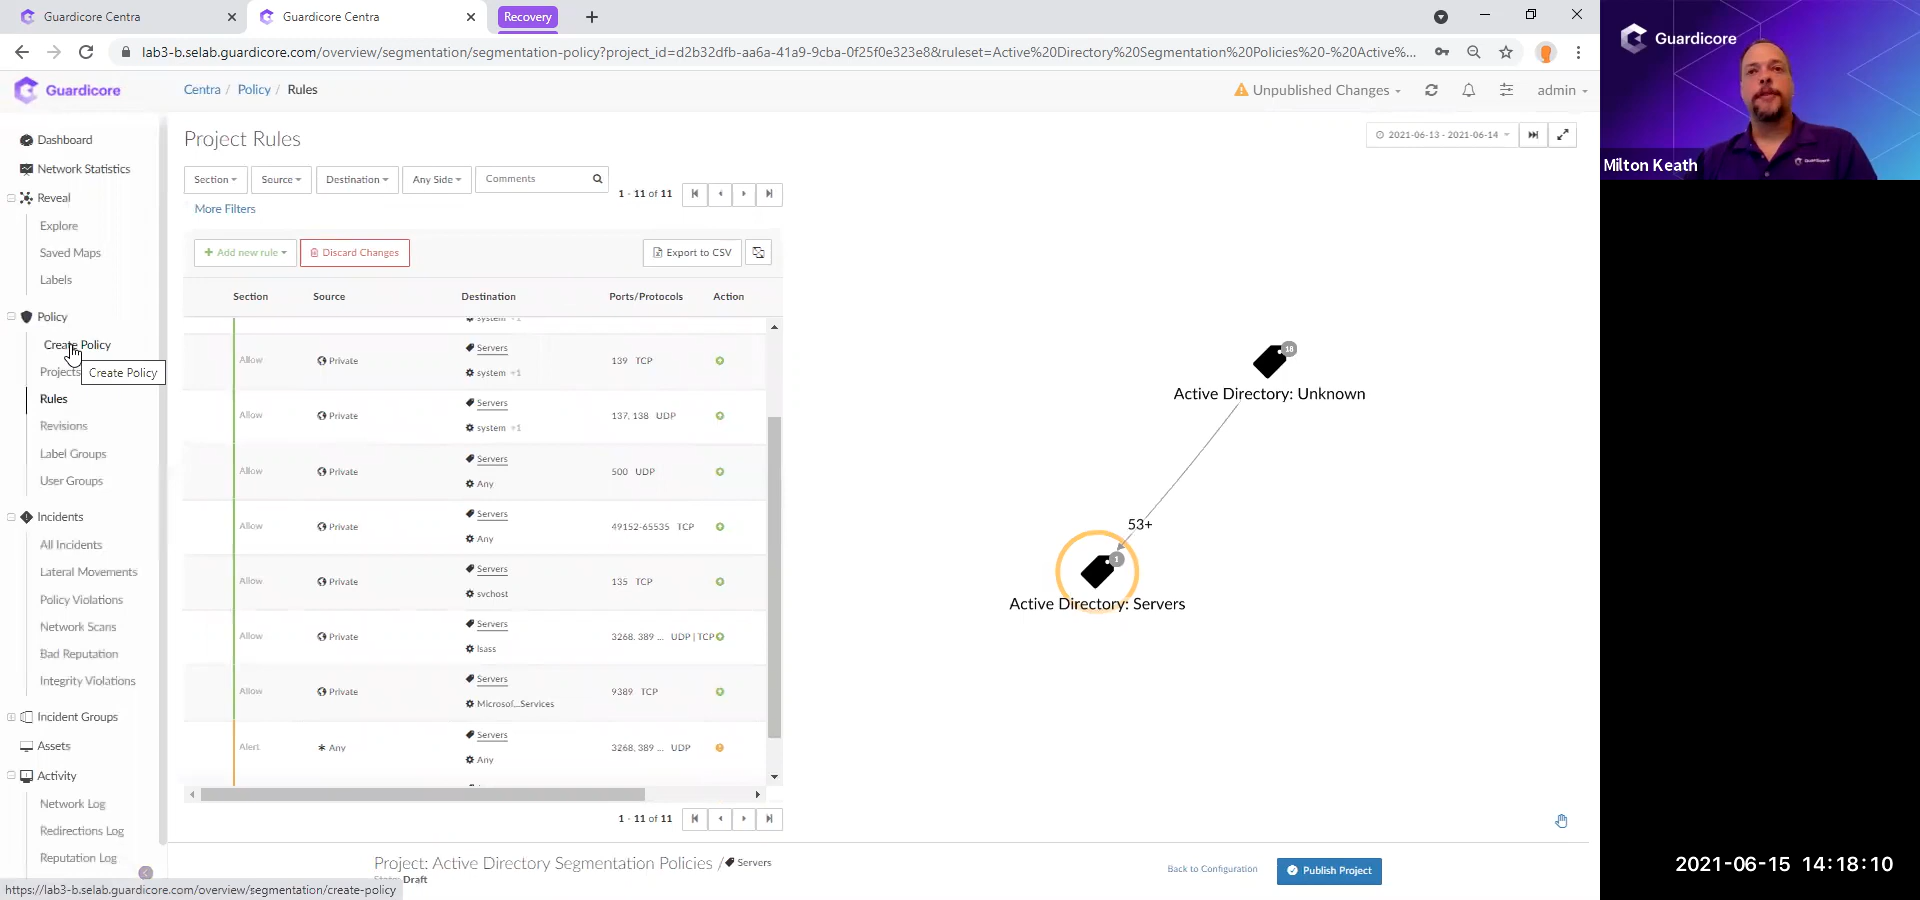 Guardicore Centra
Guardicore Centra
Recovery
lab3-b.selab.guardicore.com/overview/segmentation/segmentation-policy?project_id=d2b32dfb-aa6a-41a9-9cba-0f25f0e323e8&ruleset=Active%20Directory%20Segmentation%20Policies%20-%20Active%...
Guardicore
Centra / Policy / Rules
Unpublished Changes
admin
Dashboard
Network Statistics
Reveal
Explore
Saved Maps
Labels
Policy
Create Policy
Create Policy
Projects
Rules
Revisions
Label Groups
User Groups
Incidents
All Incidents
Lateral Movements
Policy Violations
Network Scans
Bad Reputation
Integrity Violations
Incident Groups
Assets
Activity
Network Log
Redirections Log
Reputation Log
https://lab3-b.selab.guardicore.com/overview/segmentation/create-policy
Project Rules
2021-06-13 - 2021-06-14
Section Source Destination Any Side Comments
1 - 11 of 11
More Filters
+ Add new rule Discard Changes Export to CSV
Section Source Destination Ports/Protocols Action
system +1
Allow Private Servers 139 TCP
system +1
Allow Private Servers 137, 138 UDP
system +1
Allow Private Servers 500 UDP
Any
Allow Private Servers 49152-65535 TCP
Any
Allow Private Servers 135 TCP
svchost
Allow Private Servers 3268, 389 ... UDP | TCP
lsass
Allow Private Servers 9389 TCP
Microsof...Services
Alert Any Servers 3268, 389 ... UDP
Any
1 - 11 of 11
18
Active Directory: Unknown
53+
1
Active Directory: Servers
Project: Active Directory Segmentation Policies / Servers
Draft
Back to Configuration
Publish Project
Guardicore
Milton Keath
2021-06-15 14:18:10